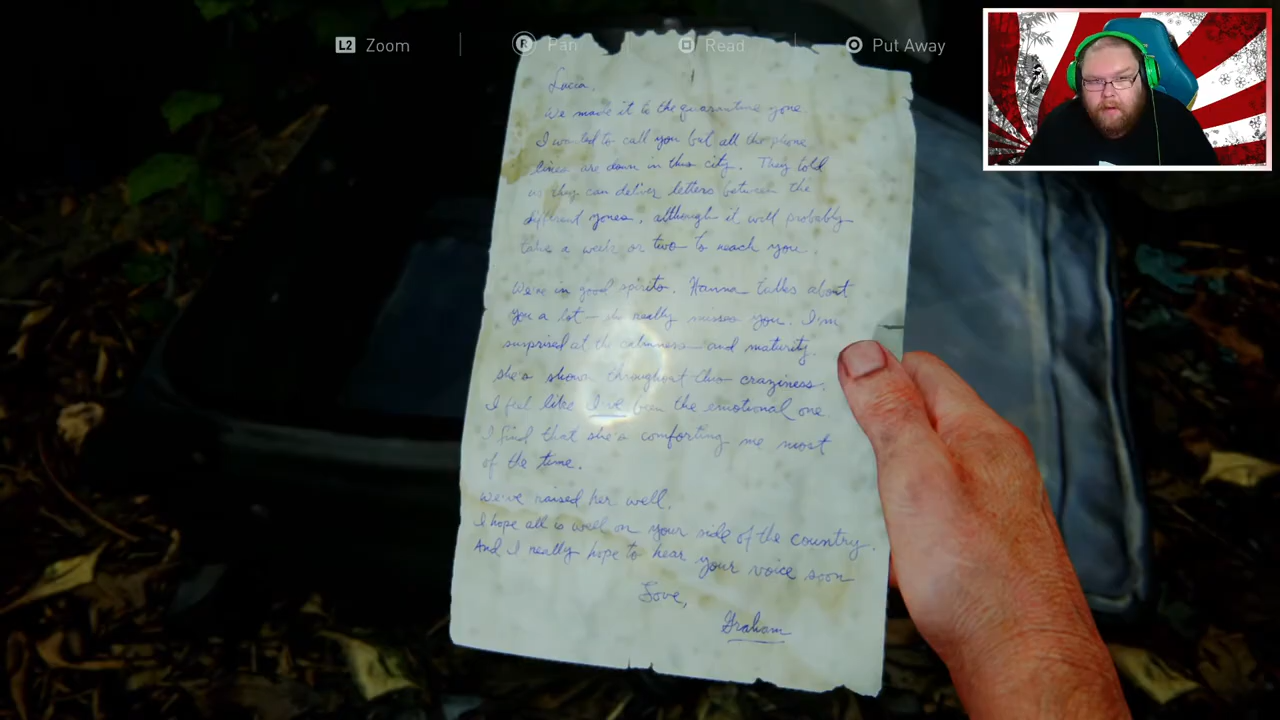 L2 Zoom
R Pan
Read
Put Away
Lucia,
We made it to the quarantine zone.
I wanted to call you but all the phone
lines are down in this city. They told
us they can deliver letters between the
different zones, although it will probably
take a week or two to reach you.
We're in good spirits. Hanna talks about
you a lot - she really misses you. I'm
surprised at the calmness and maturity
she's shown throughout this craziness.
I feel like I've been the emotional one.
I find that she's comforting me most
of the time.
We've raised her well.
I hope all is well on your side of the country.
And I really hope to hear your voice soon
Love,
Graham